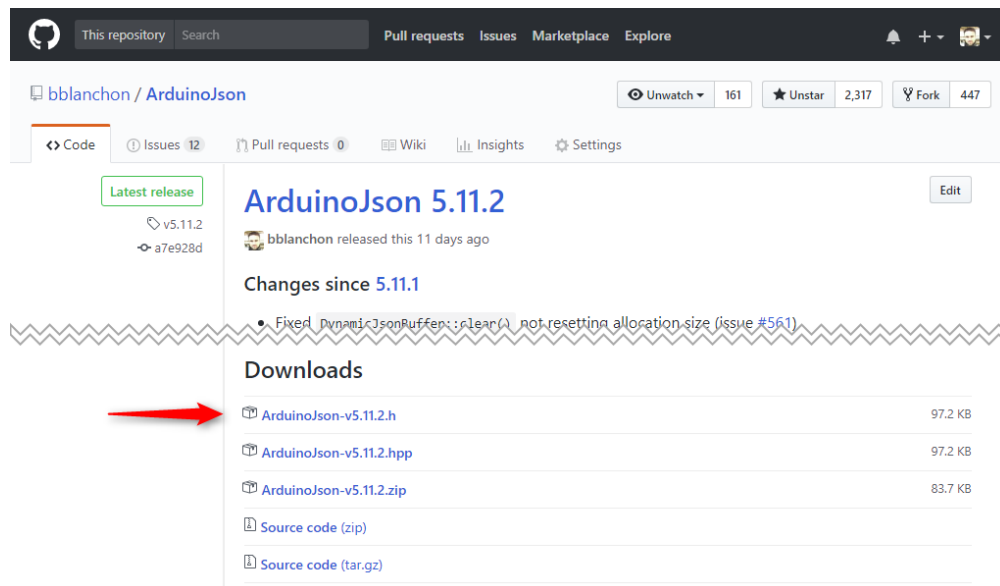 This repository Search Pull requests Issues Marketplace Explore
bblanchon / ArduinoJson Unwatch 161 Unstar 2,317 Fork 447
Code Issues 12 Pull requests 0 Wiki Insights Settings
Latest release
ArduinoJson 5.11.2 Edit
v5.11.2
bblanchon released this 11 days ago
a7e928d
Changes since 5.11.1
Fixed DynamicJsonBuffer::clear() not resetting allocation size (issue #561)
Downloads
ArduinoJson-v5.11.2.h 97.2 KB
ArduinoJson-v5.11.2.hpp 97.2 KB
ArduinoJson-v5.11.2.zip 83.7 KB
Source code (zip)
Source code (tar.gz)